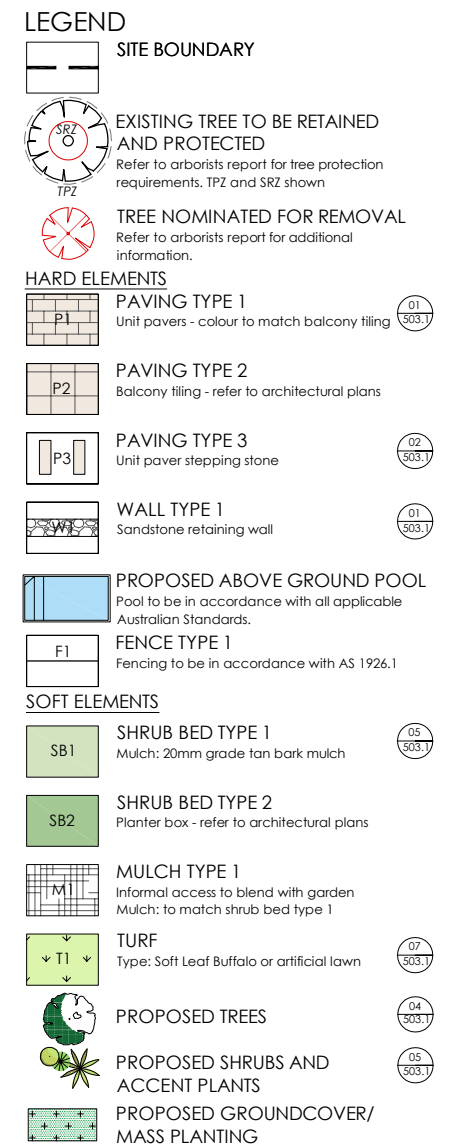 LEGEND
SITE BOUNDARY
SRZ
TPZ
EXISTING TREE TO BE RETAINED
AND PROTECTED
Refer to arborists report for tree protection
requirements. TPZ and SRZ shown
TREE NOMINATED FOR REMOVAL
Refer to arborists report for additional
information.
HARD ELEMENTS
P1
PAVING TYPE 1
Unit pavers - colour to match balcony tiling
01
503.1
P2
PAVING TYPE 2
Balcony tiling - refer to architectural plans
P3
PAVING TYPE 3
Unit paver stepping stone
02
503.1
W1
WALL TYPE 1
Sandstone retaining wall
01
503.1
PROPOSED ABOVE GROUND POOL
Pool to be in accordance with all applicable
Australian Standards.
F1
FENCE TYPE 1
Fencing to be in accordance with AS 1926.1
SOFT ELEMENTS
SB1
SHRUB BED TYPE 1
Mulch: 20mm grade tan bark mulch
05
503.1
SB2
SHRUB BED TYPE 2
Planter box - refer to architectural plans
M1
MULCH TYPE 1
Informal access to blend with garden
Mulch: to match shrub bed type 1
T1
TURF
Type: Soft Leaf Buffalo or artificial lawn
07
503.1
PROPOSED TREES
04
503.1
PROPOSED SHRUBS AND
ACCENT PLANTS
05
503.1
PROPOSED GROUNDCOVER/
MASS PLANTING